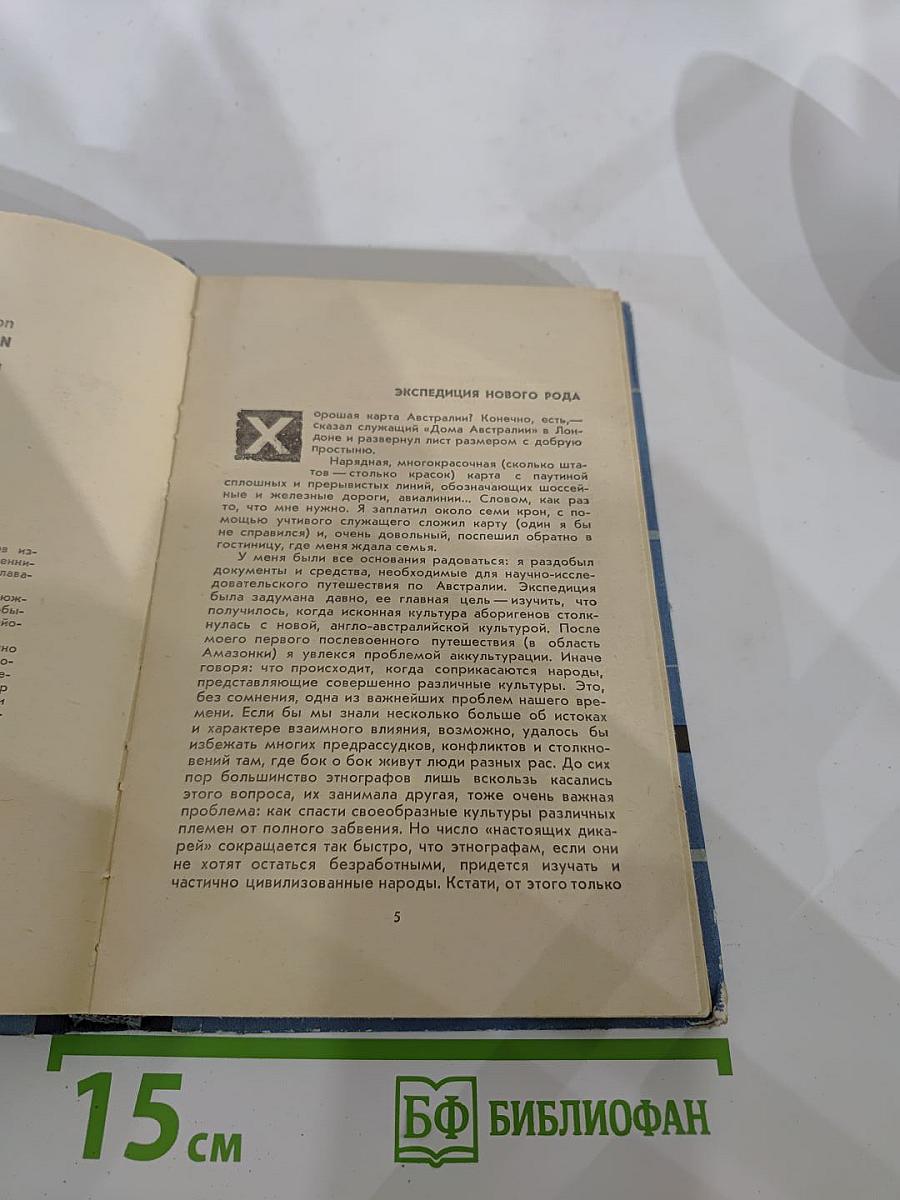 on
N
ЭКСПЕДИЦИЯ НОВОГО РОДА
Хорошая карта Австралии? Конечно, есть,—
сказал служащий «Дома Австралии» в Лон-
доне и развернул лист размером с добрую
простыню.
Нарядная, многокрасочная (сколько шта-
тов — столько красок) карта с паутиной
сплошных и прерывистых линий, обозначающих шоссей-
ные и железные дороги, авиалинии... Словом, как раз
то, что мне нужно. Я заплатил около семи крон, с по-
мощью учтивого служащего сложил карту (один я бы
не справился) и, очень довольный, поспешил обратно в
гостиницу, где меня ждала семья.
У меня были все основания радоваться: я раздобыл
документы и средства, необходимые для научно-иссле-
довательского путешествия по Австралии. Экспедиция
была задумана давно, ее главная цель — изучить, что
получилось, когда исконная культура аборигенов столк-
нулась с новой, англо-австралийской культурой. После
моего первого послевоенного путешествия (в область
Амазонки) я увлекся проблемой аккультурации. Иначе
говоря: что происходит, когда соприкасаются народы,
представляющие совершенно различные культуры. Это,
без сомнения, одна из важнейших проблем нашего вре-
мени. Если бы мы знали несколько больше об истоках
и характере взаимного влияния, возможно, удалось бы
избежать многих предрассудков, конфликтов и столкно-
вений там, где бок о бок живут люди разных рас. До сих
пор большинство этнографов лишь вскользь касались
этого вопроса, их занимала другая, тоже очень важная
проблема: как спасти своеобразные культуры различных
племен от полного забвения. Но число «настоящих дика-
рей» сокращается так быстро, что этнографам, если они
не хотят остаться безработными, придется изучать и
частично цивилизованные народы. Кстати, от этого только
5
15 см
БФ БИБЛИОФАН